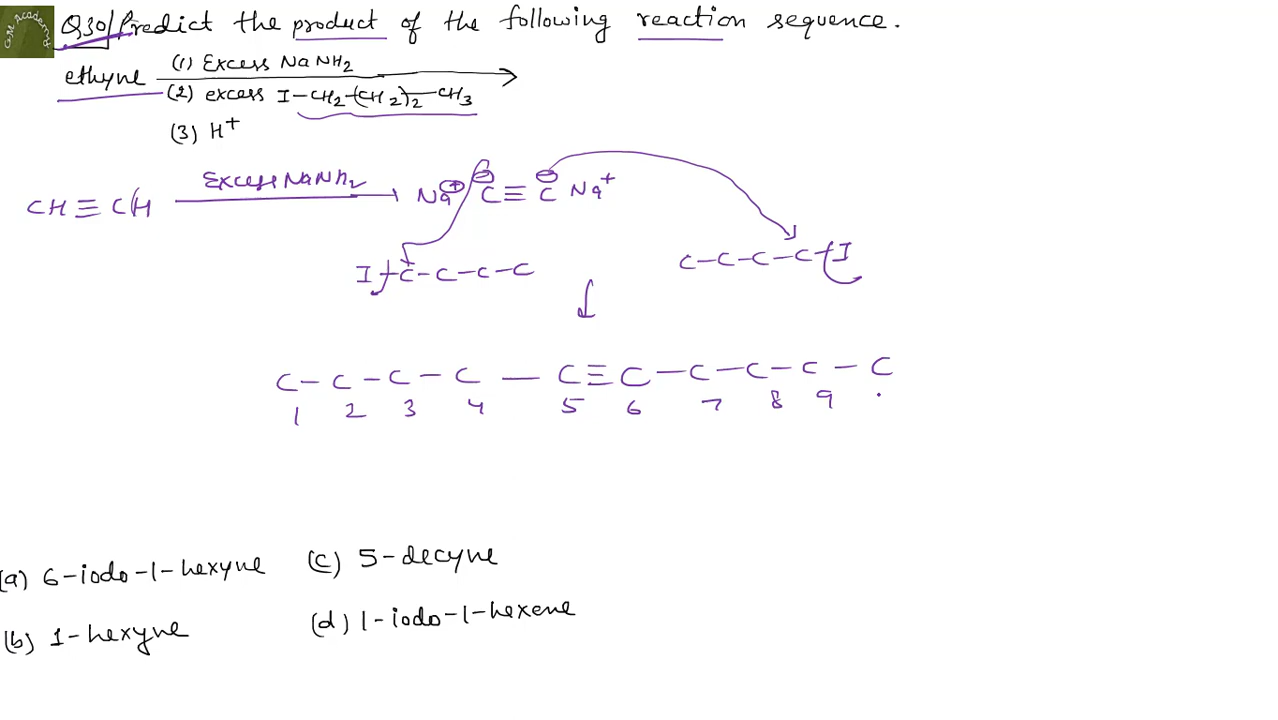 GM Academy
Q30/ Predict the product of the following reaction sequence.
ethyne (1) Excess NaNH2
(2) excess I-CH2-(CH2)2-CH3
(3) H+
CH≡CH Excess NaNH2 Na⊕ ⊖C≡C⊖ Na+
I-C-C-C-C C-C-C-C-I
C-C-C-C-C≡C-C-C-C-C
1 2 3 4 5 6 7 8 9
(a) 6-iodo-1-hexyne (c) 5-decyne
(b) 1-hexyne (d) 1-iodo-1-hexene